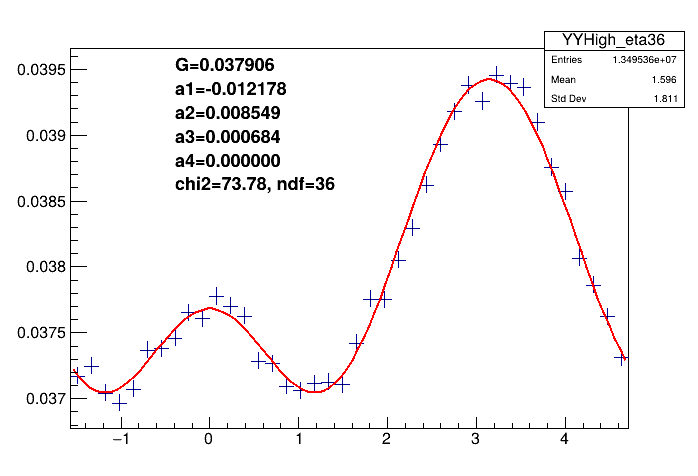 YYHigh_eta36
Entries 1.349536e+07
Mean 1.596
Std Dev 1.811
G=0.037906
a1=-0.012178
a2=0.008549
a3=0.000684
a4=0.000000
chi2=73.78, ndf=36
0.0395
0.039
0.0385
0.038
0.0375
0.037
−1 0 1 2 3 4